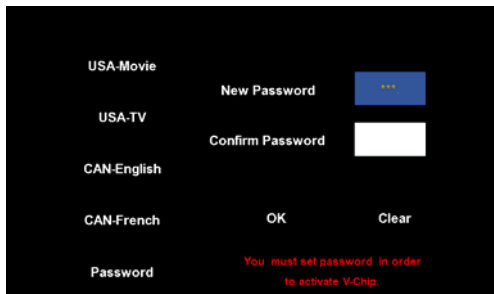 USA-Movie
New Password ***
USA-TV
Confirm Password
CAN-English
CAN-French OK Clear
You must set password in order
Password
to activate V-Chip.